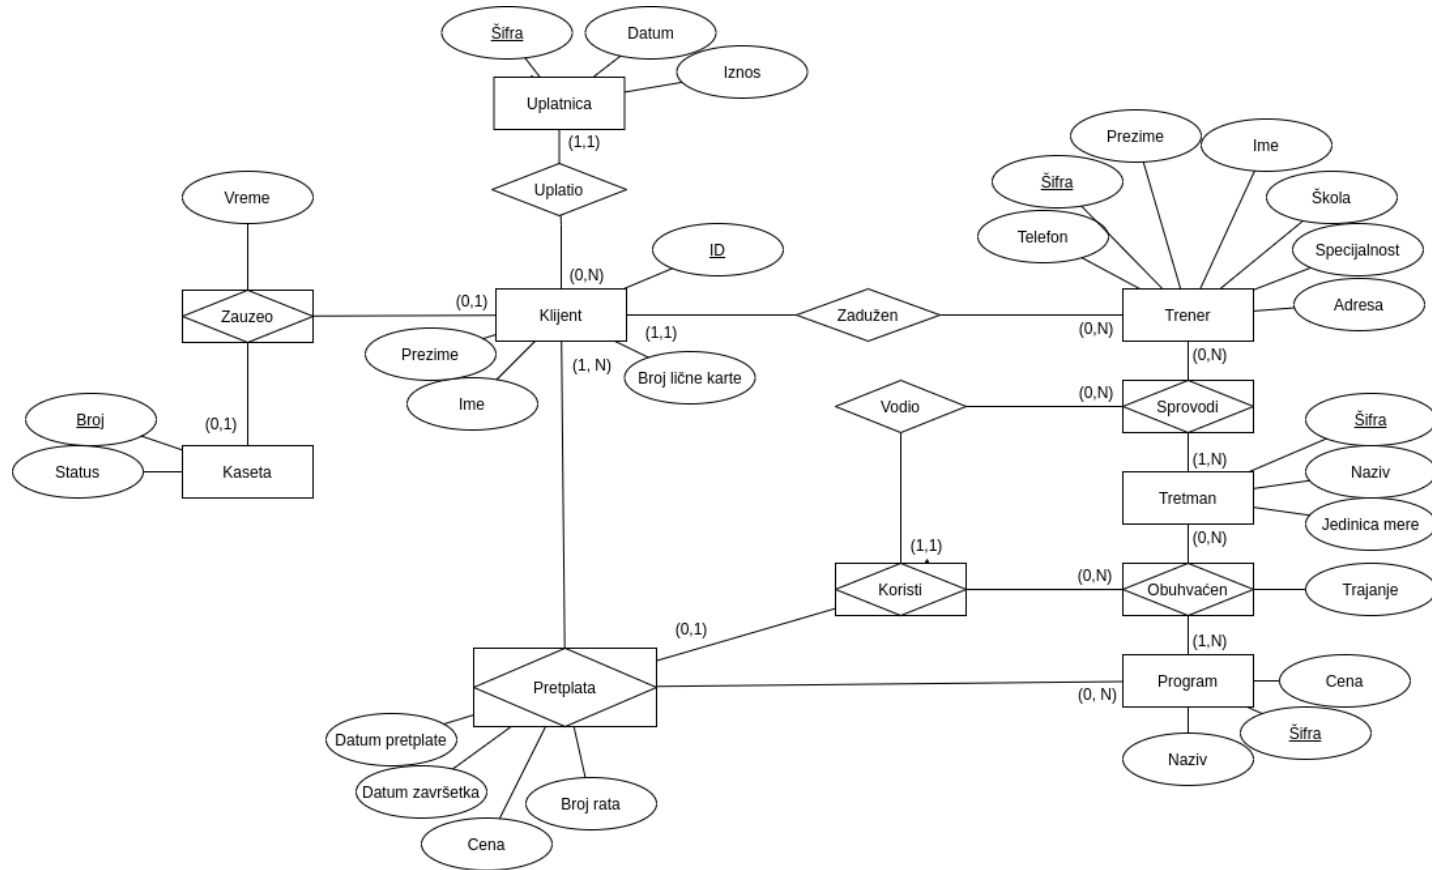 Šifra
Datum
Iznos
Uplatnica
(1,1)
Uplatio
(0,N)
Vreme
Zauzeo
(0,1)
(0,1)
Broj
Status
Kaseta
Klijent
ID
Prezime
Ime
(1, N)
(1,1)
Broj lične karte
Zadužen
(0,N)
Prezime
Ime
Šifra
Telefon
Škola
Specijalnost
Adresa
Trener
(0,N)
Vodio
(0,N)
Sprovodi
(1,N)
Šifra
Naziv
Jedinica mere
Tretman
(0,N)
(1,1)
Koristi
(0,N)
Obuhvaćen
Trajanje
(0,1)
(1,N)
Pretplata
(0, N)
Program
Cena
Šifra
Naziv
Datum pretplate
Datum završetka
Cena
Broj rata